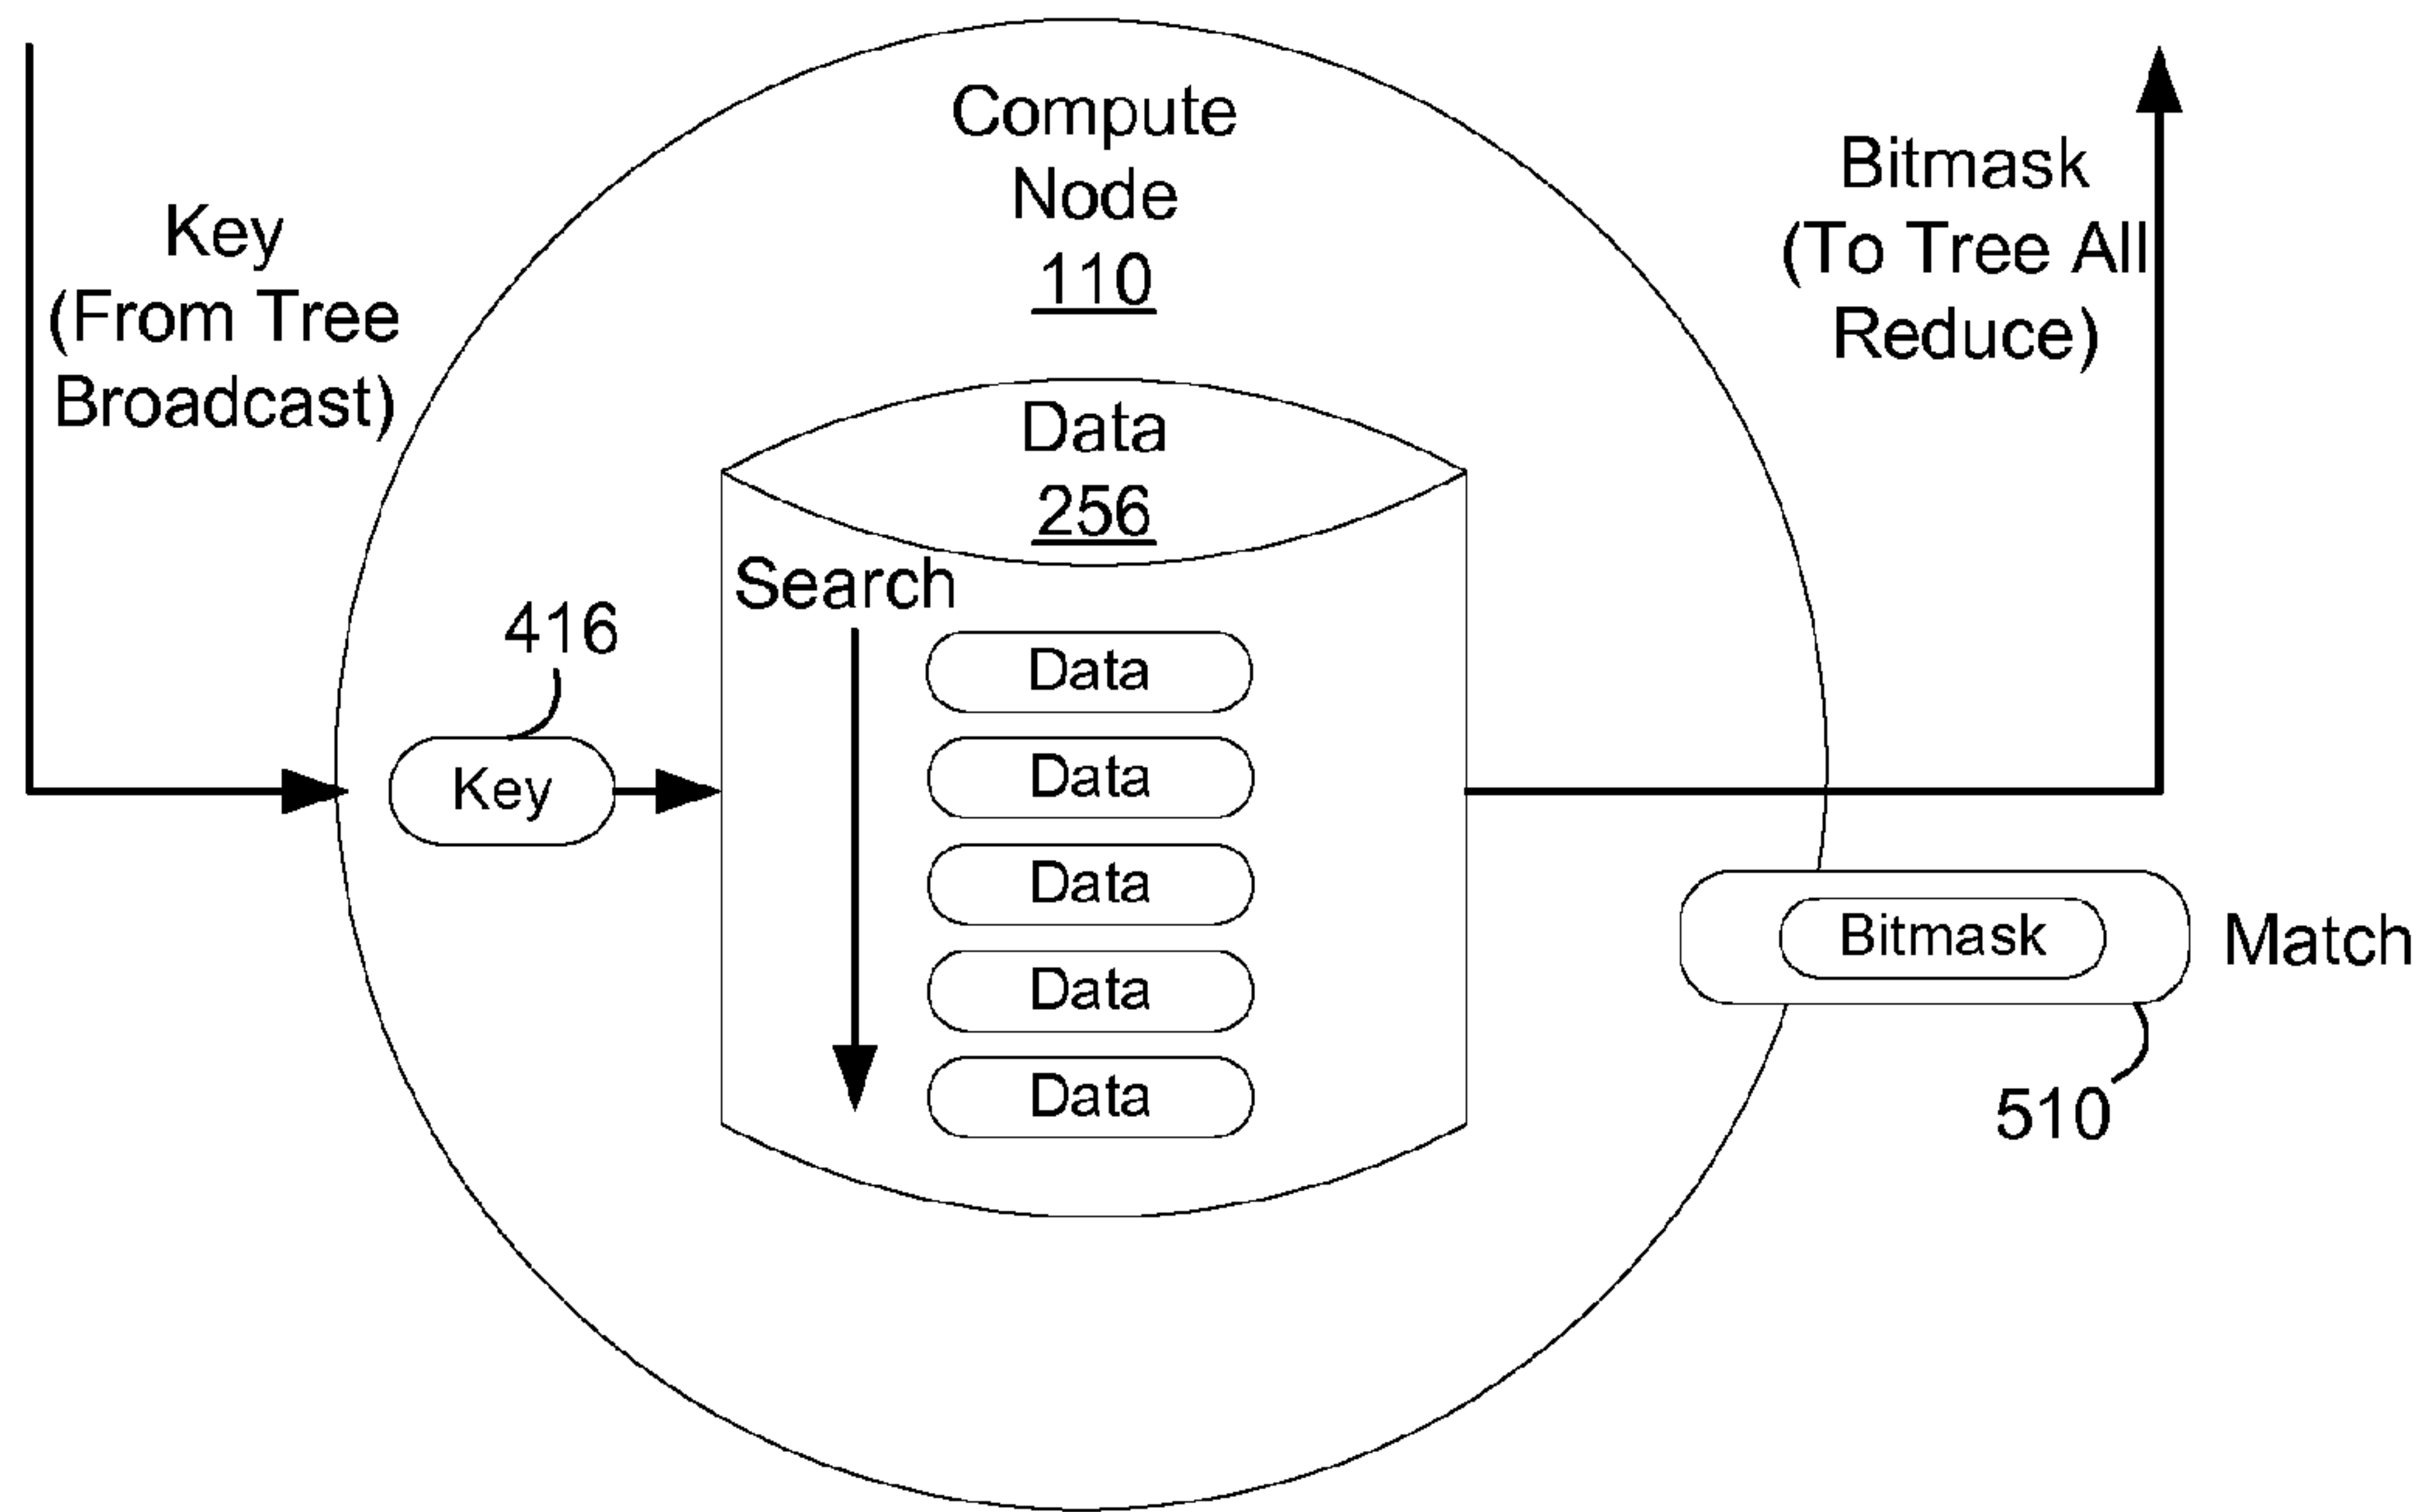 Compute
Node
110
Key
(From Tree
Broadcast)
Bitmask
(To Tree All
Reduce)
Data
256
Search
416
Key
Data
Data
Data
Data
Data
Bitmask
Match
510